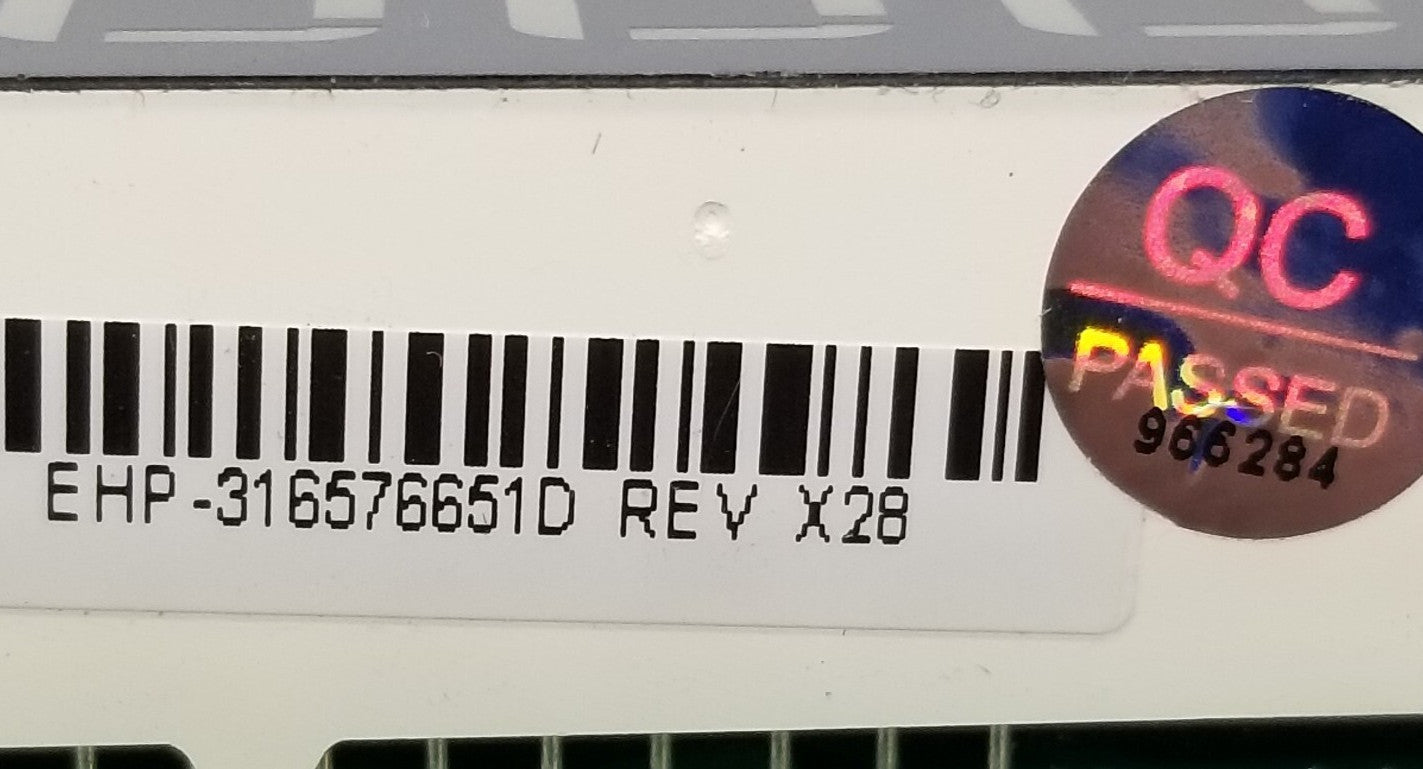 QC
PASSED
966284
EHP-316576651D REV X28